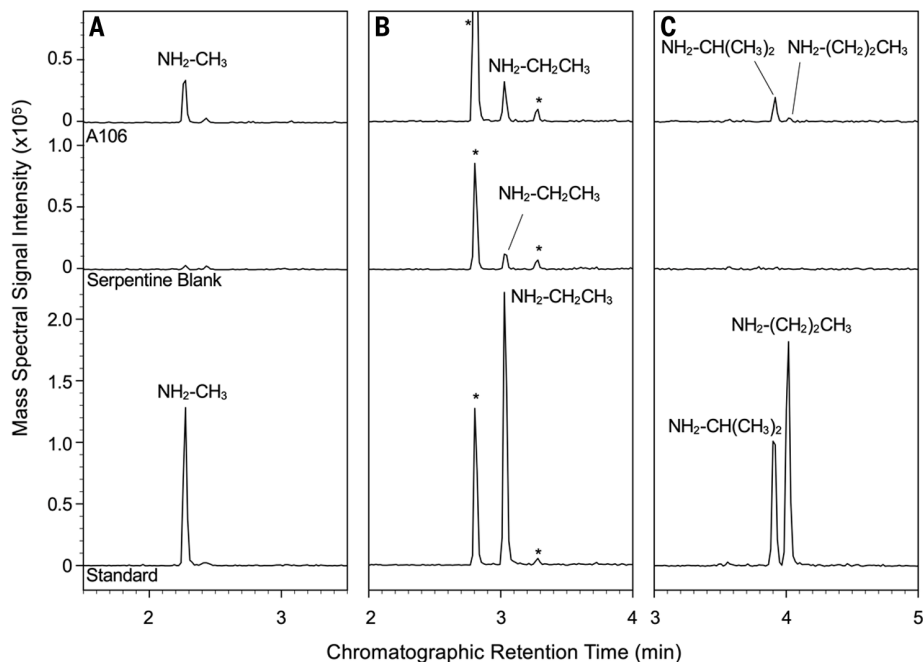 A
B
C
NH₂-CH₃
*
NH₂-CH₂CH₃
*
NH₂-CH(CH₃)₂
NH₂-(CH₂)₂CH₃
0.5
0
A106
1.0
*
NH₂-CH₂CH₃
*
0.5
0
Serpentine Blank
NH₂-CH₂CH₃
2.0
NH₂-(CH₂)₂CH₃
1.5
NH₂-CH₃
*
NH₂-CH(CH₃)₂
1.0
0.5
*
0
Standard
2
3
2
3
4
3
4
5
Mass Spectral Signal Intensity (x10⁵)
Chromatographic Retention Time (min)